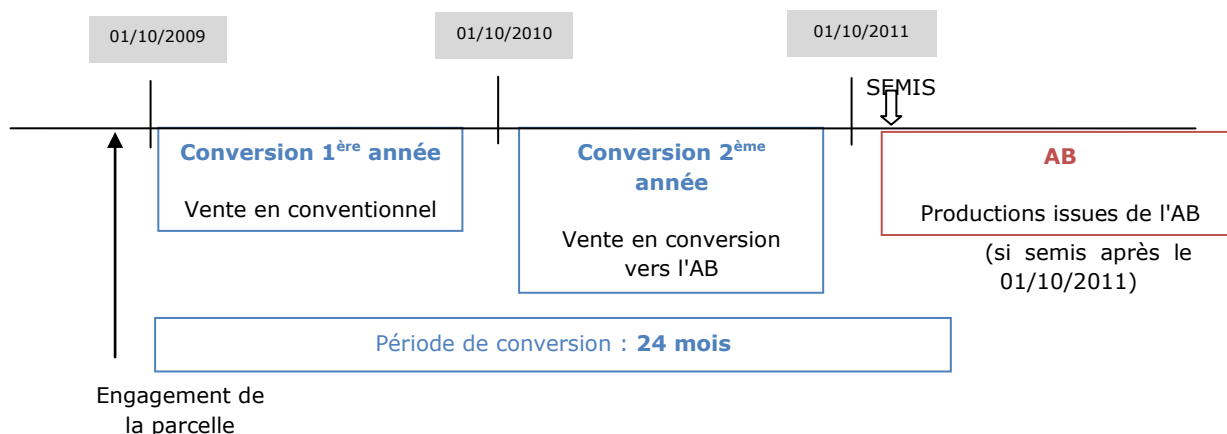 01/10/2009
01/10/2010
01/10/2011
SEMIS
Conversion 1ère année
Vente en conventionnel
Conversion 2ème
année
Vente en conversion
vers l'AB
AB
Productions issues de l'AB
(si semis après le
01/10/2011)
Période de conversion : 24 mois
Engagement de
la parcelle